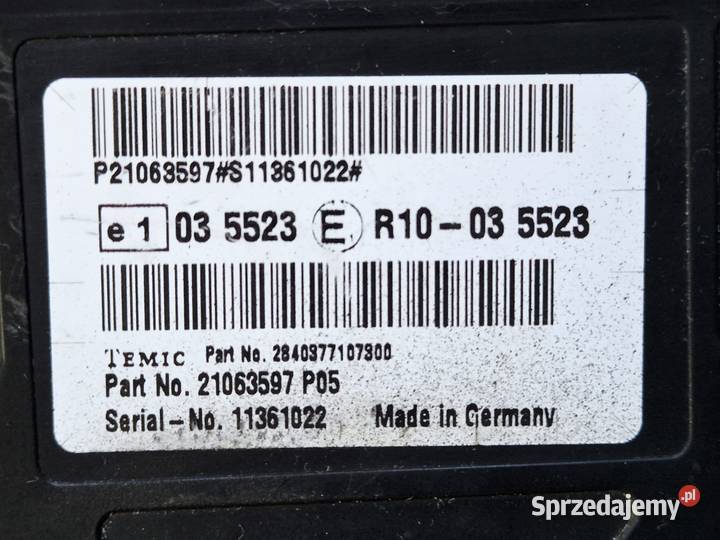 P21063597#S11361022#
e1 03 5523 E R10-03 5523
TEMIC Part No. 2840377107300
Part No. 21063597 P05
Serial-No. 11361022 Made in Germany
Sprzedajemy.pl